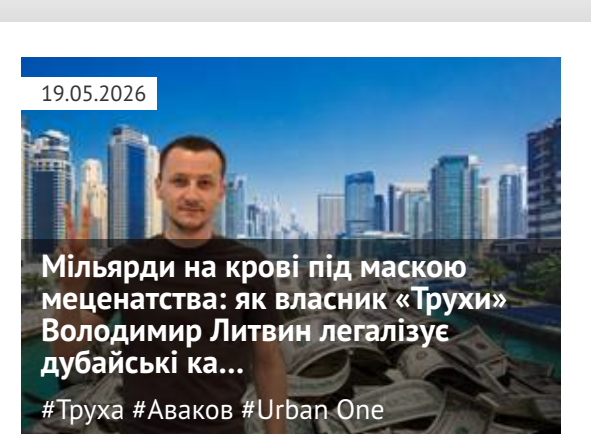 19.05.2026
Мільярди на крові під маскою
меценатства: як власник «Трухи»
Володимир Литвин легалізує
дубайські ка...
#Труха #Аваков #Urban One